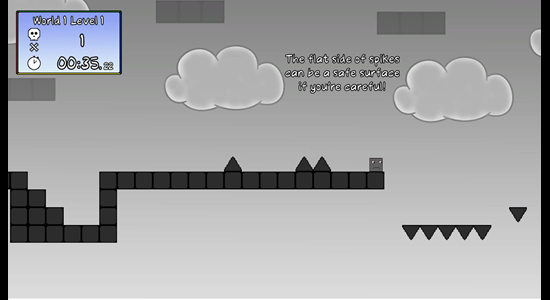 World 1 Level 1
x 1
00:35.22
The flat side of spikes
can be a safe surface
if you're careful!